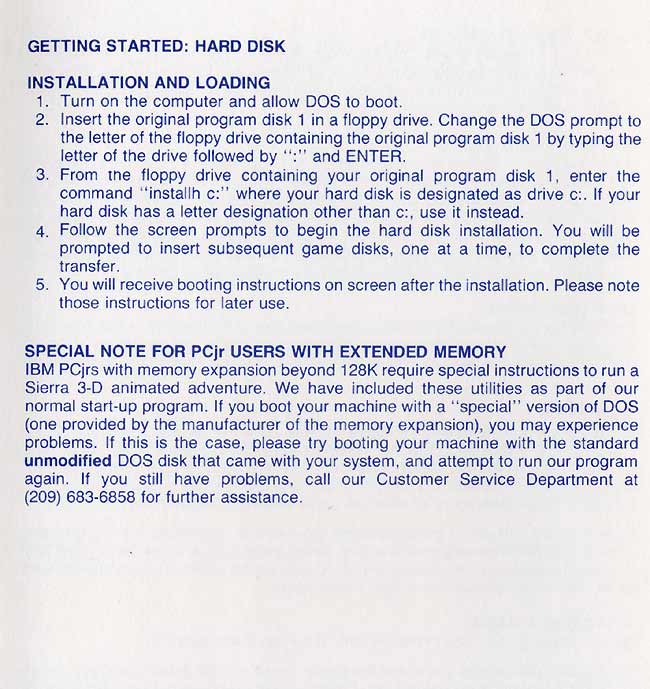 GETTING STARTED: HARD DISK
INSTALLATION AND LOADING
1. Turn on the computer and allow DOS to boot.
2. Insert the original program disk 1 in a floppy drive. Change the DOS prompt to
the letter of the floppy drive containing the original program disk 1 by typing the
letter of the drive followed by ":" and ENTER.
3. From the floppy drive containing your original program disk 1, enter the
command "installh c:" where your hard disk is designated as drive c:. If your
hard disk has a letter designation other than c:, use it instead.
4. Follow the screen prompts to begin the hard disk installation. You will be
prompted to insert subsequent game disks, one at a time, to complete the
transfer.
5. You will receive booting instructions on screen after the installation. Please note
those instructions for later use.
SPECIAL NOTE FOR PCjr USERS WITH EXTENDED MEMORY
IBM PCjrs with memory expansion beyond 128K require special instructions to run a
Sierra 3-D animated adventure. We have included these utilities as part of our
normal start-up program. If you boot your machine with a "special" version of DOS
(one provided by the manufacturer of the memory expansion), you may experience
problems. If this is the case, please try booting your machine with the standard
unmodified DOS disk that came with your system, and attempt to run our program
again. If you still have problems, call our Customer Service Department at
(209) 683-6858 for further assistance.